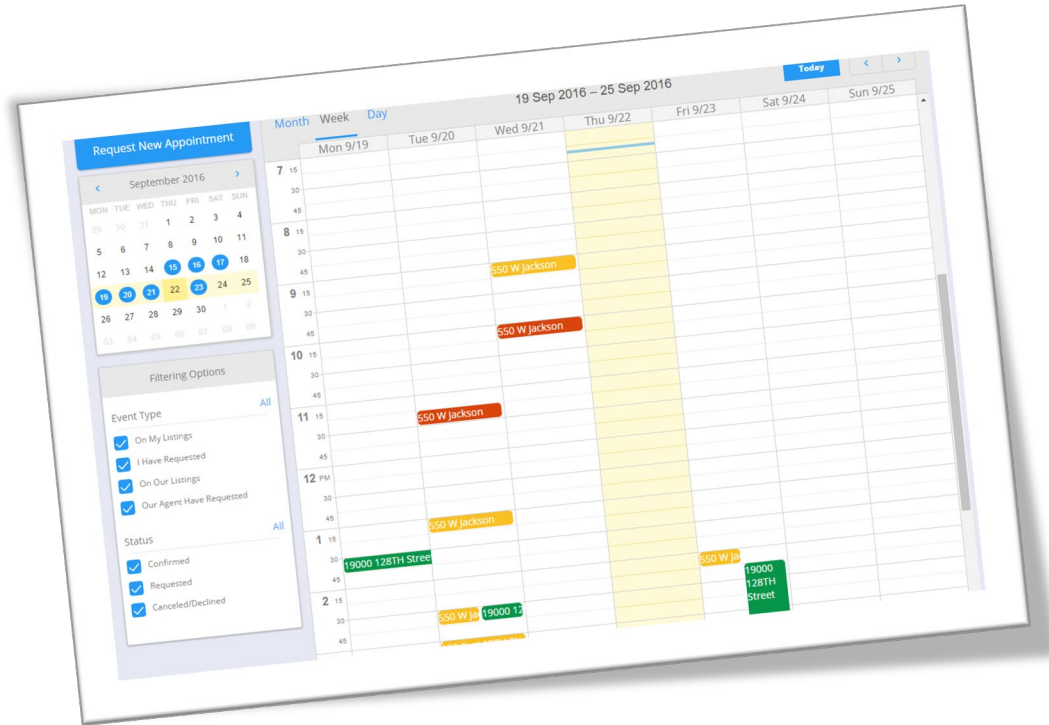 Request New Appointment
September 2016
MON TUE WED THU FRI SAT SUN
29 30 31 1 2 3 4
5 6 7 8 9 10 11
12 13 14 15 16 17 18
19 20 21 22 23 24 25
26 27 28 29 30 1 2
03 04 05 06 07 08 09
Filtering Options
Event Type All
On My Listings
I Have Requested
On Our Listings
Our Agent Have Requested
Status All
Confirmed
Requested
Canceled/Declined
Month Week Day
19 Sep 2016 – 25 Sep 2016
Today
Mon 9/19 Tue 9/20 Wed 9/21 Thu 9/22 Fri 9/23 Sat 9/24 Sun 9/25
7 15
30
45
8 15
30
45
550 W Jackson
9 15
30
45
550 W Jackson
10 15
30
45
11 15
550 W Jackson
30
45
12 PM
30
45
550 W Jackson
1 15
30
19000 128TH Stree
550 W Ja
45
19000
128TH
Street
2 15
30
550 W Ja
19000 12
45